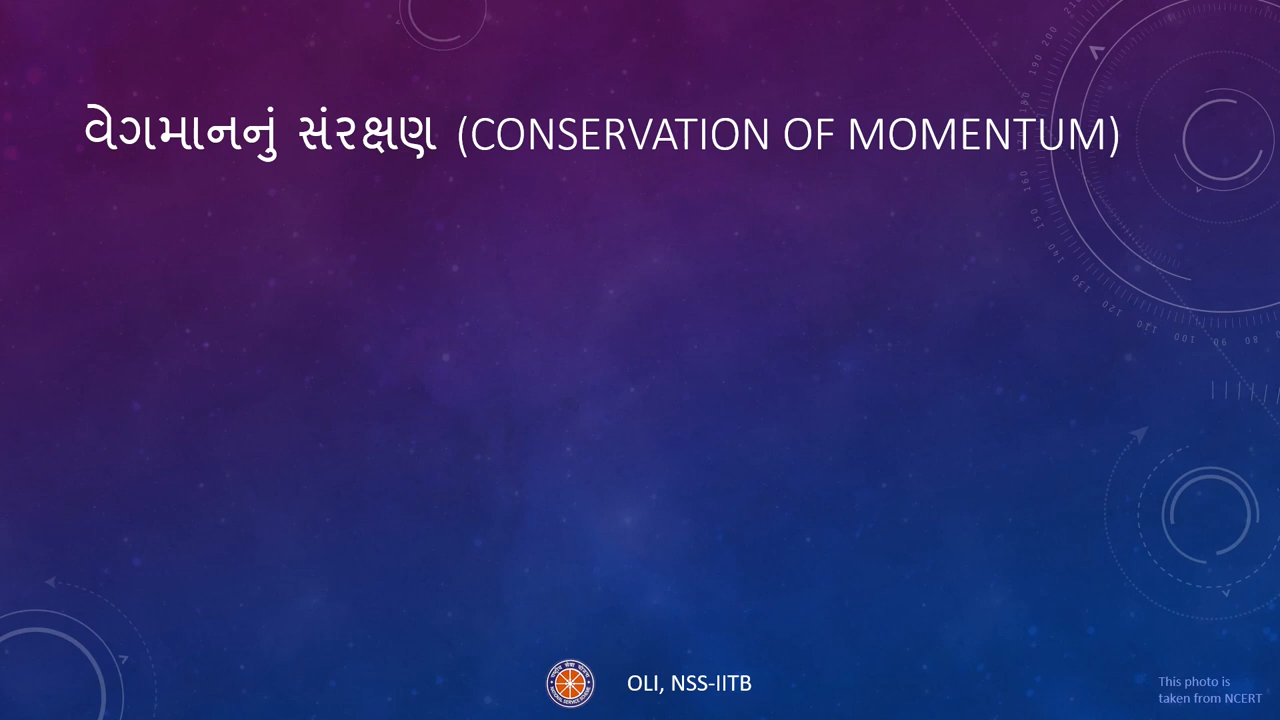 વેગમાનનું સંરક્ષણ (CONSERVATION OF MOMENTUM)
OLI, NSS-IITB
This photo is
taken from NCERT